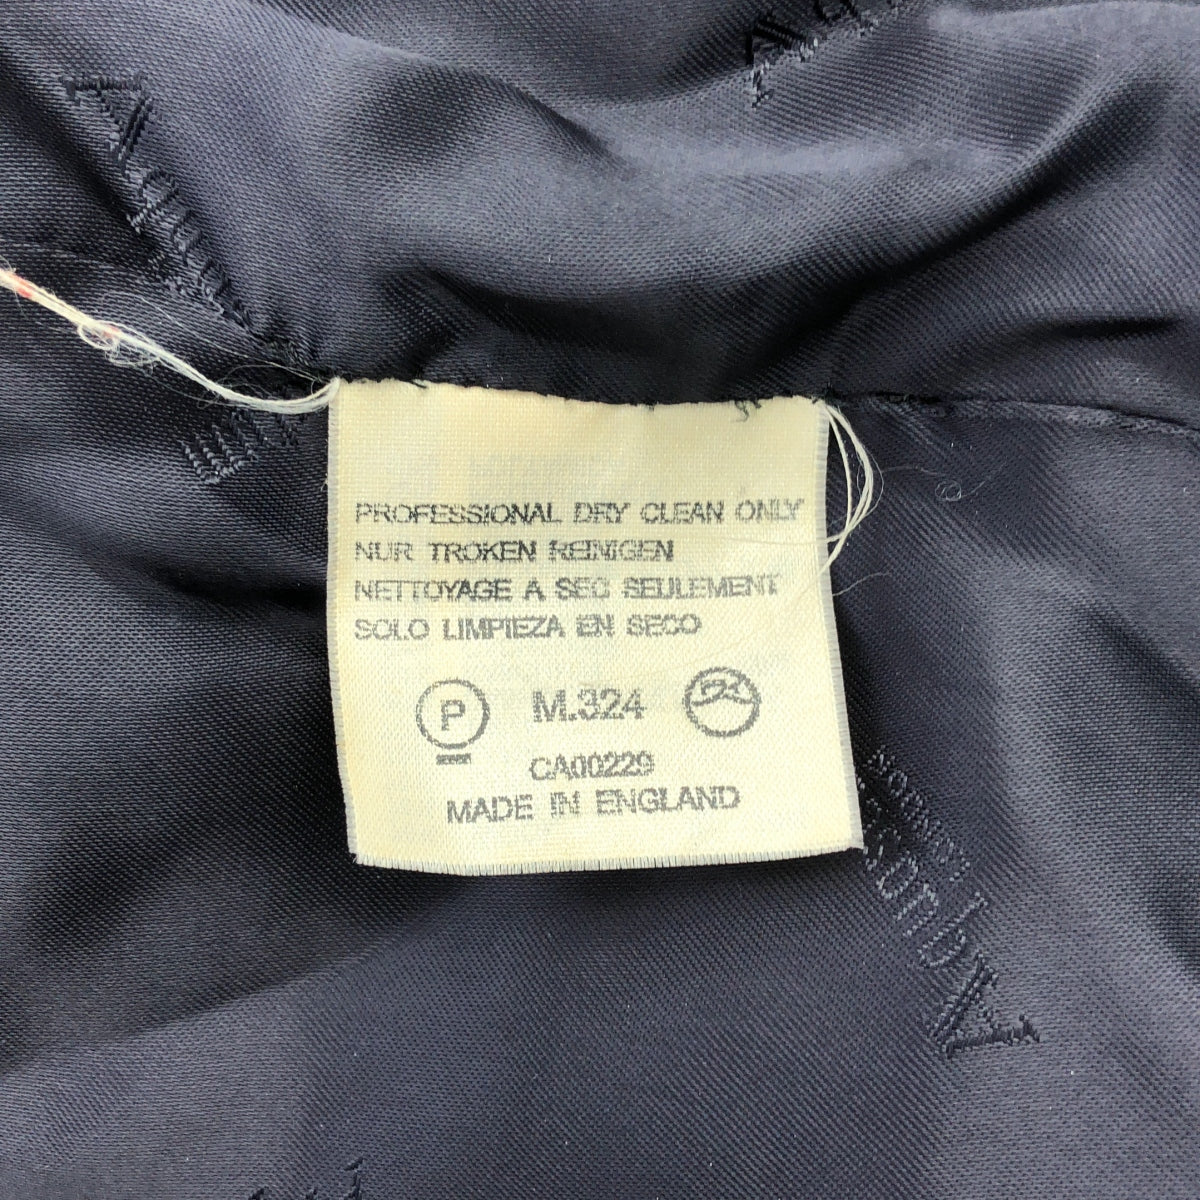 PROFESSIONAL DRY CLEAN ONLY
NUR TROKEN REINIGEN
NETTOYAGE A SEC SEULEMENT
SOLO LIMPIEZA EN SECO
P M.324
CA00229
MADE IN ENGLAND
Aquascutum